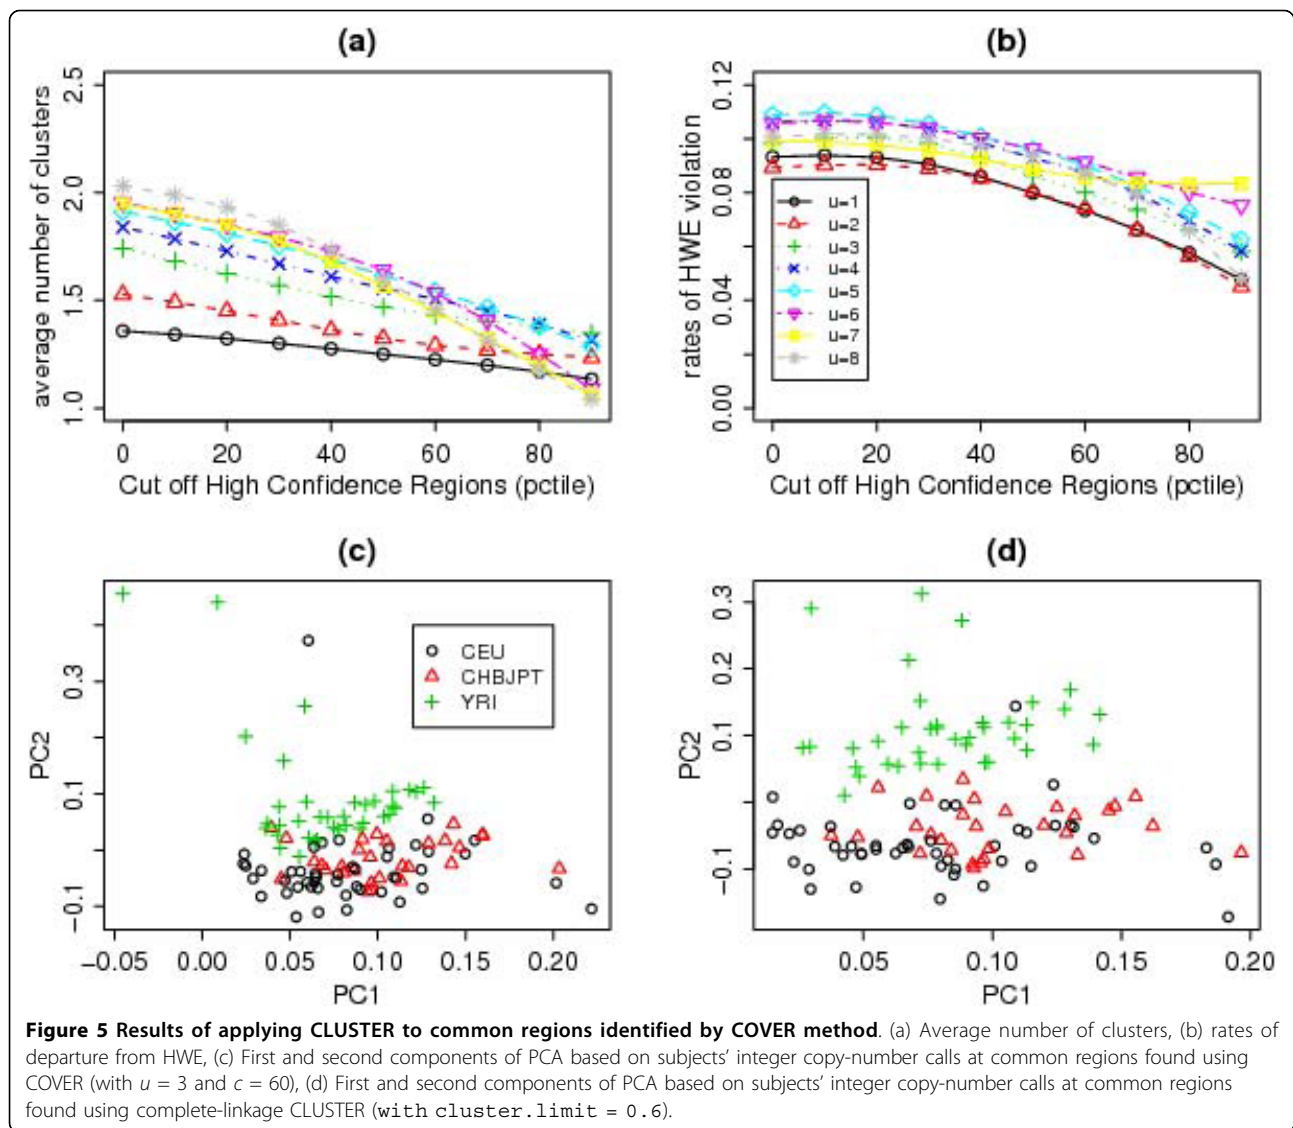 (a)
average number of clusters
2.5
2.0
1.5
1.0
0 20 40 60 80
Cut off High Confidence Regions (pctile)
(b)
rates of HWE violation
0.12
0.08
0.04
0.00
u=1
u=2
u=3
u=4
u=5
u=6
u=7
u=8
0 20 40 60 80
Cut off High Confidence Regions (pctile)
(c)
PC2
0.3
0.1
−0.1
CEU
CHBJPT
YRI
−0.05 0.00 0.05 0.10 0.15 0.20
PC1
(d)
PC2
0.3
0.2
0.1
−0.1
0.05 0.10 0.15 0.20
PC1
Figure 5 Results of applying CLUSTER to common regions identified by COVER method. (a) Average number of clusters, (b) rates of
departure from HWE, (c) First and second components of PCA based on subjects' integer copy-number calls at common regions found using
COVER (with u = 3 and c = 60), (d) First and second components of PCA based on subjects' integer copy-number calls at common regions
found using complete-linkage CLUSTER (with cluster.limit = 0.6).